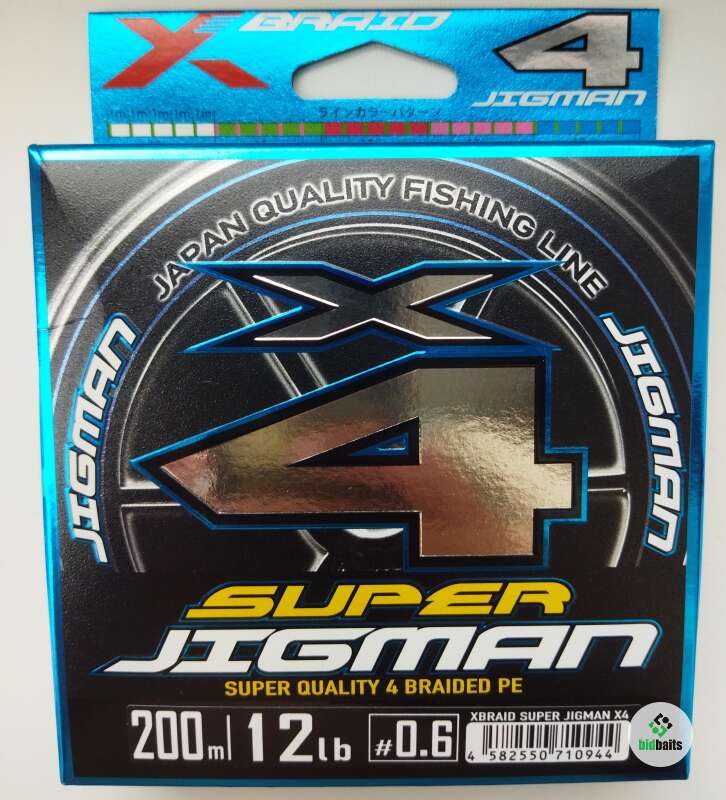 X BRAID 4
JIGMAN
ラインカラーパターン
JAPAN QUALITY FISHING LINE
X
4
JIGMAN
JIGMAN
SUPER
JIGMAN
SUPER QUALITY 4 BRAIDED PE
200m 12lb #0.6
XBRAID SUPER JIGMAN X4
4 582550 710944
bidbaits